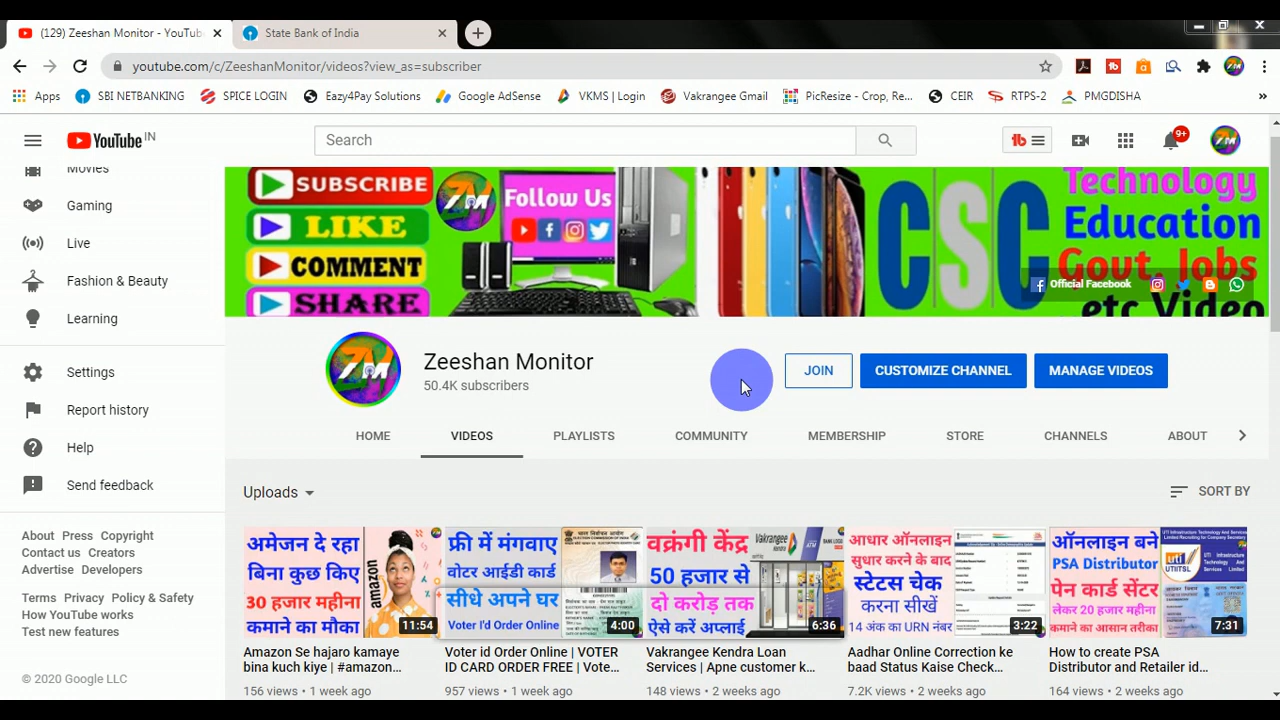 (129) Zeeshan Monitor - YouTub
State Bank of India
youtube.com/c/ZeeshanMonitor/videos?view_as=subscriber
Apps SBI NETBANKING SPICE LOGIN Eazy4Pay Solutions Google AdSense VKMS | Login Vakrangee Gmail PicResize - Crop, Re... CEIR RTPS-2 PMGDISHA »
YouTube IN
Search
9+
Movies
Gaming
Live
Fashion & Beauty
Learning
Settings
Report history
Help
Send feedback
About Press Copyright
Contact us Creators
Advertise Developers
Terms Privacy Policy & Safety
How YouTube works
Test new features
© 2020 Google LLC
SUBSCRIBE
LIKE
COMMENT
SHARE
ZM
Follow Us
CSC
Technology
Education
Govt. Jobs
etc Video
Official Facebook
ZM
Zeeshan Monitor
50.4K subscribers
JOIN
CUSTOMIZE CHANNEL
MANAGE VIDEOS
HOME VIDEOS PLAYLISTS COMMUNITY MEMBERSHIP STORE CHANNELS ABOUT
Uploads
SORT BY
अमेजन दे रहा
बिना कुछ किए
30 हजार महीना
कमाने का मौका
amazon
11:54
Amazon Se hajaro kamaye
bina kuch kiye | #amazon...
156 views • 1 week ago
फ्री में मगवाए
वोटर आईडी कार्ड
सीधे अपने घर
Voter I'd Order Online
4:00
Voter id Order Online | VOTER
ID CARD ORDER FREE | Vote...
957 views • 1 week ago
वक्रंगी केंद्र
50 हजार से
दो करोड़ तक
ऐसे करें अप्लाई
Vakrangee Kendra
ATM
6:36
Vakrangee Kendra Loan
Services | Apne customer k...
148 views • 2 weeks ago
आधार ऑनलाइन
सुधार करने के बाद
स्टेटस चेक
करना सीखें
14 अंक का URN नंबर
3:22
Aadhar Online Correction ke
baad Status Kaise Check...
7.2K views • 2 weeks ago
ऑनलाइन बने
PSA Distributor
पेन कार्ड सेंटर
लेकर 20 हजार महीना
कमाने का आसान तरीका
UTI
UTIITSL
7:31
How to create PSA
Distributor and Retailer id...
164 views • 2 weeks ago